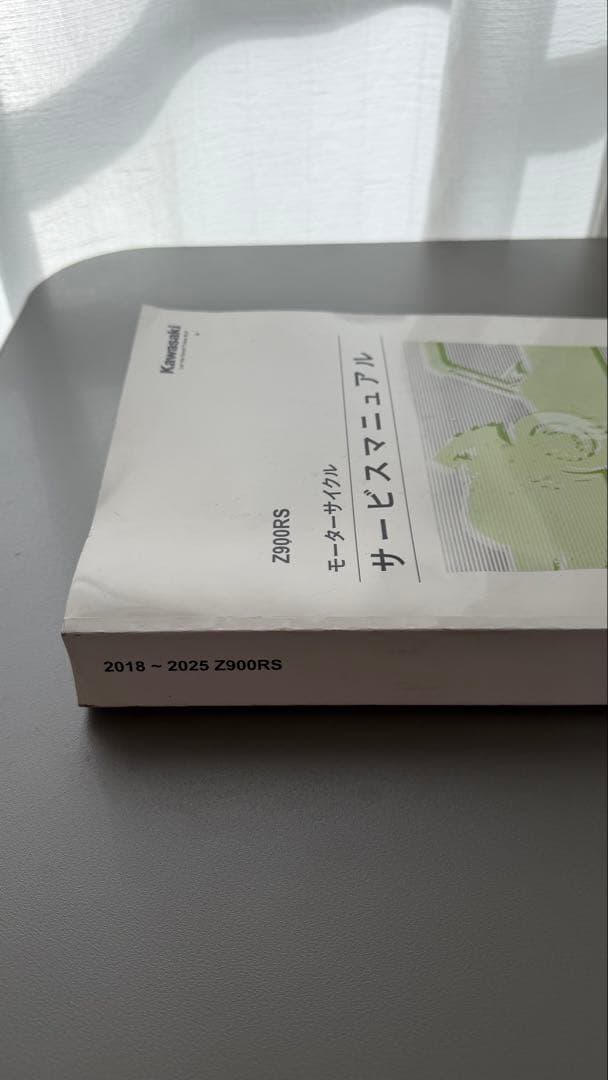 Kawasaki
Z900RS
モーターサイクル
サービスマニュアル
2018 ~ 2025 Z900RS